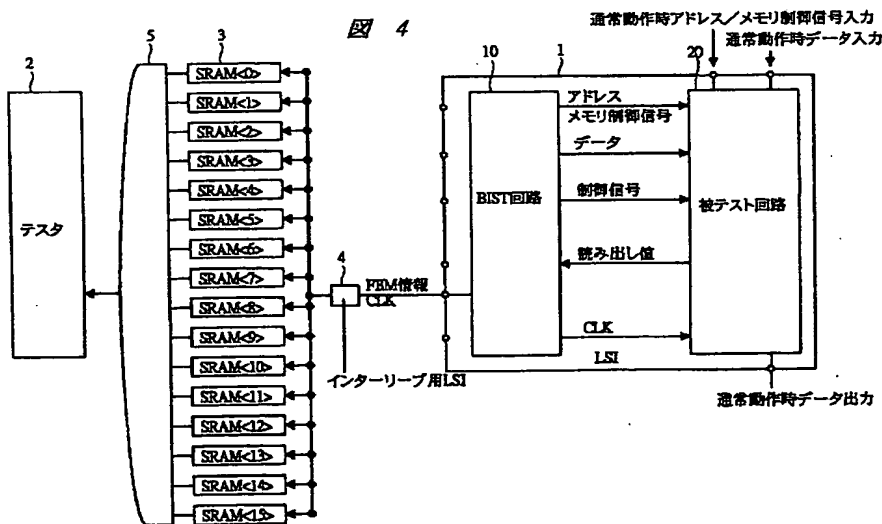 図 4
通常動作時アドレス/メモリ制御信号入力
通常動作時データ入力
2
5
3
10
1
20
SRAM<0>
SRAM<1>
SRAM<2>
SRAM<3>
SRAM<4>
SRAM<5>
SRAM<6>
SRAM<7>
SRAM<8>
SRAM<9>
SRAM<10>
SRAM<11>
SRAM<12>
SRAM<13>
SRAM<14>
SRAM<15>
テスタ
4
FBM情報
CLK
インターリーブ用LSI
BIST回路
アドレス
メモリ制御信号
データ
制御信号
読み出し値
CLK
LSI
被テスト回路
通常動作時データ出力